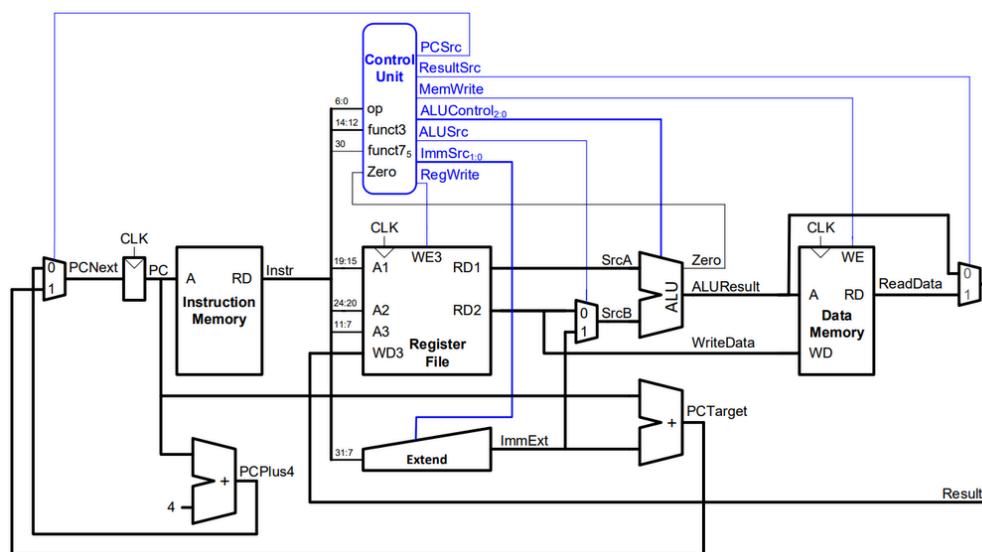 PCSrc
Control
Unit
ResultSrc
MemWrite
6:0
op
ALUControl2:0
14:12
funct3
ALUSrc
30
funct75
ImmSrc1:0
Zero
RegWrite
CLK
CLK
CLK
0
1
PCNext
PC
A
RD
Instruction
Memory
Instr
19:15
A1
WE3
RD1
SrcA
Zero
WE
0
1
24:20
A2
RD2
0
1
SrcB
ALU
ALUResult
A
RD
ReadData
11:7
A3
Register
File
WD3
WriteData
Data
Memory
WD
PCTarget
+
31:7
Extend
ImmExt
PCPlus4
+
4
Result